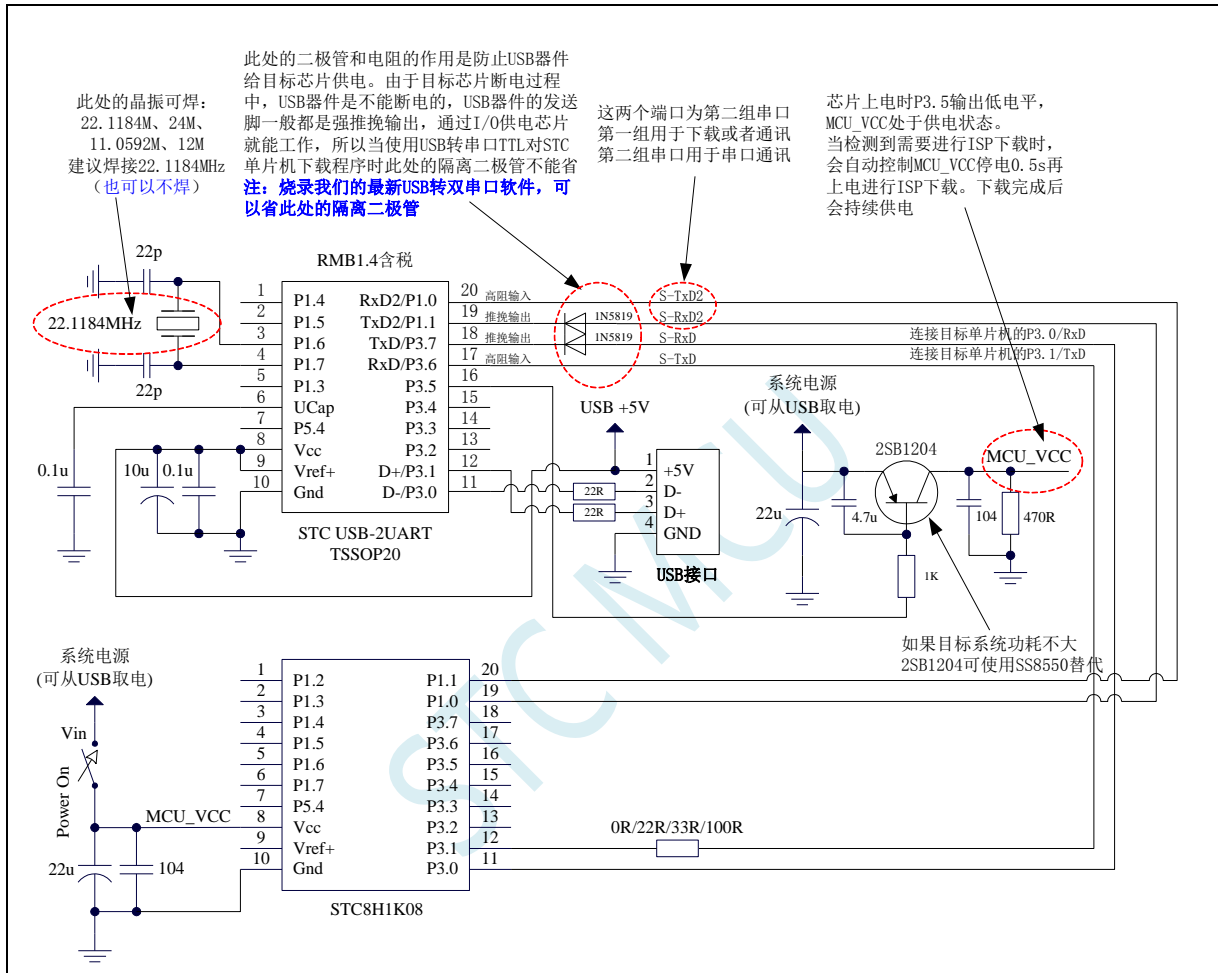 此处的二极管和电阻的作用是防止USB器件
给目标芯片供电。由于目标芯片断电过程
中，USB器件是不能断电的，USB器件的发送
脚一般都是强推挽输出，通过I/O供电芯片
就能工作，所以当使用USB转串口TTL对STC
单片机下载程序时此处的隔离二极管不能省
注：烧录我们的最新USB转双串口软件，可
以省此处的隔离二极管
此处的晶振可焊：
22.1184M、24M、
11.0592M、12M
建议焊接22.1184MHz
（也可以不焊）
这两个端口为第二组串口
第一组用于下载或者通讯
第二组串口用于串口通讯
芯片上电时P3.5输出低电平，
MCU_VCC处于供电状态。
当检测到需要进行ISP下载时，
会自动控制MCU_VCC停电0.5s再
上电进行ISP下载。下载完成后
会持续供电
22p
22.1184MHz
22p
RMB1.4含税
1 P1.4 RxD2/P1.0 20 高阻输入 S-TxD2
2 P1.5 TxD2/P1.1 19 推挽输出 1N5819 S-RxD2
3 P1.6 TxD/P3.7 18 推挽输出 1N5819 S-RxD 连接目标单片机的P3.0/RxD
4 P1.7 RxD/P3.6 17 高阻输入 S-TxD 连接目标单片机的P3.1/TxD
5 P1.3 P3.5 16
6 UCap P3.4 15
7 P5.4 P3.3 14
8 Vcc P3.2 13
9 Vref+ D+/P3.1 12
10 Gnd D-/P3.0 11
STC USB-2UART
TSSOP20
0.1u
10u
0.1u
USB +5V
22R
22R
1 +5V
2 D-
3 D+
4 GND
USB接口
系统电源
(可从USB取电)
2SB1204
MCU_VCC
22u
4.7u
104
470R
1K
如果目标系统功耗不大
2SB1204可使用SS8550替代
STC MCU
系统电源
(可从USB取电)
Vin
Power On
MCU_VCC
22u
104
1 P1.2 P1.1 20
2 P1.3 P1.0 19
3 P1.4 P3.7 18
4 P1.5 P3.6 17
5 P1.6 P3.5 16
6 P1.7 P3.4 15
7 P5.4 P3.3 14
8 Vcc P3.2 13
9 Vref+ P3.1 12
10 Gnd P3.0 11
0R/22R/33R/100R
STC8H1K08